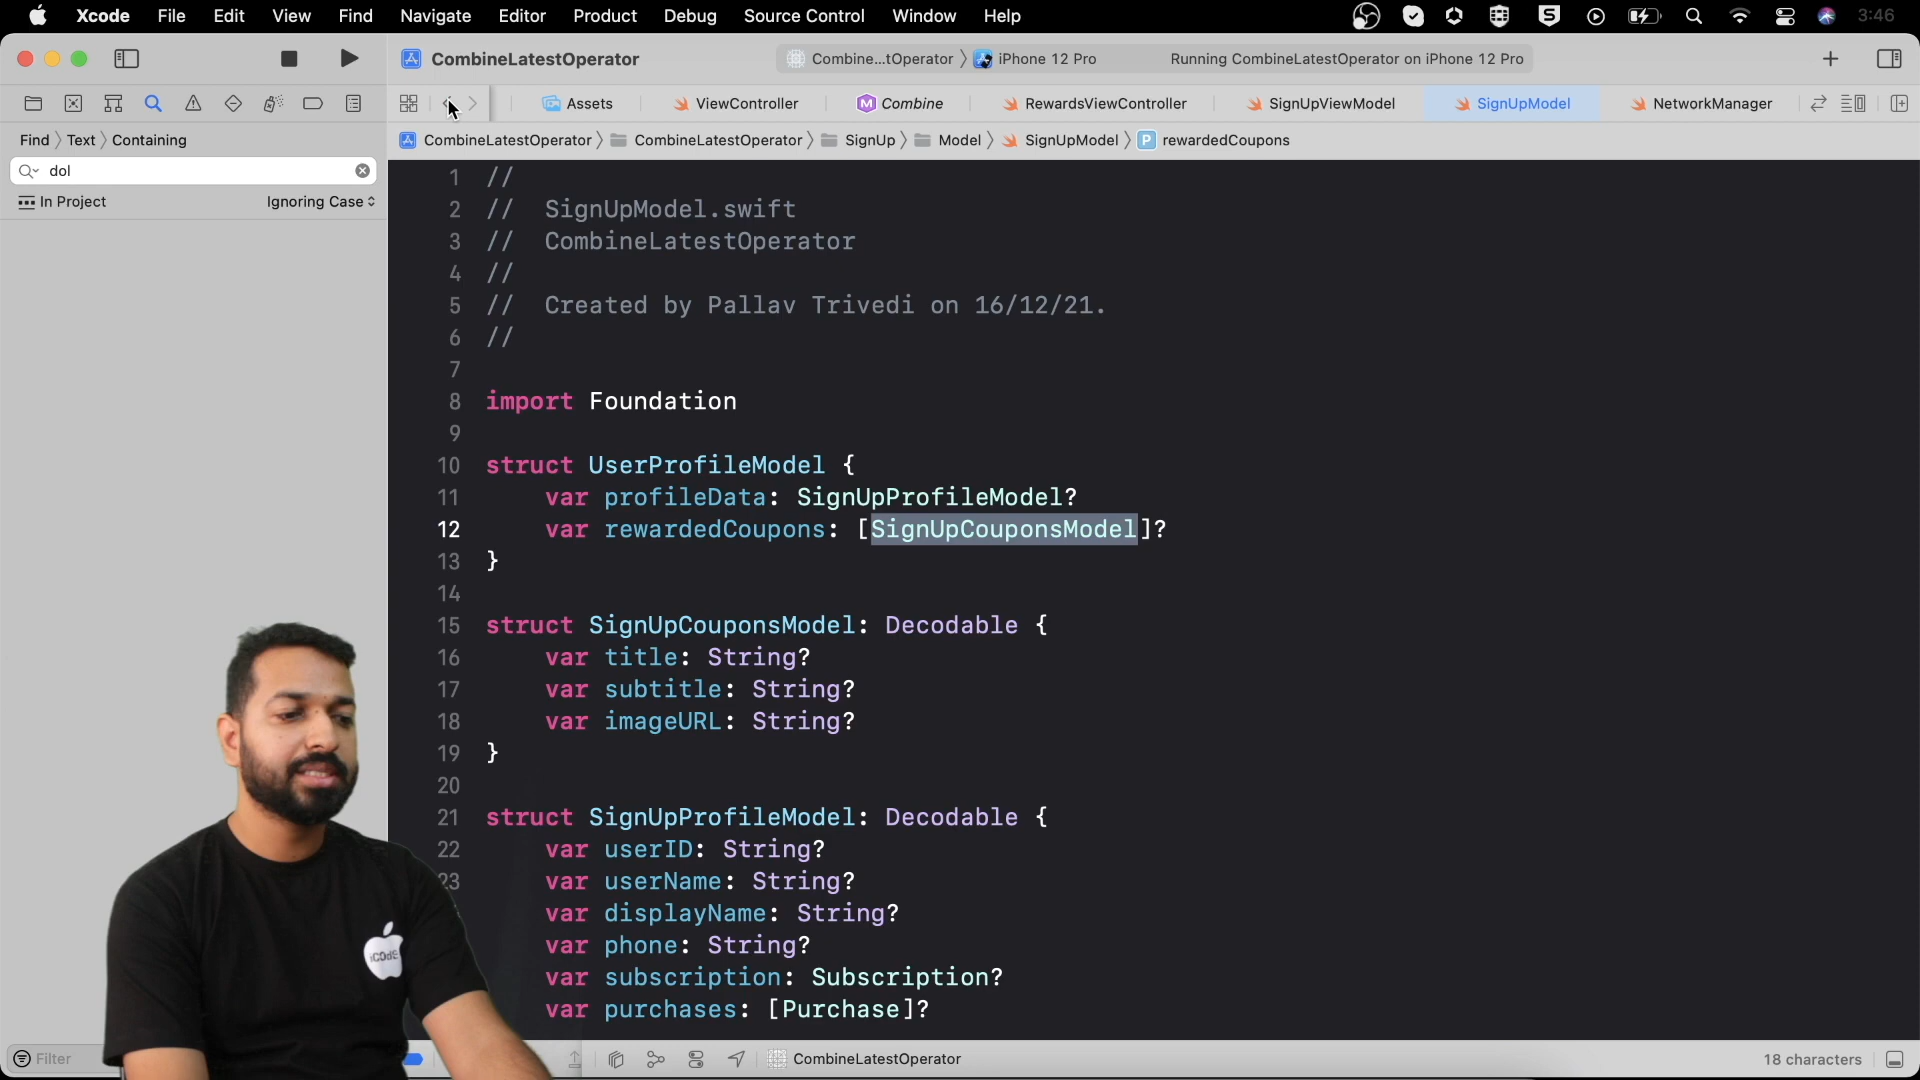 Xcode File Edit View Find Navigate Editor Product Debug Source Control Window Help 3:46
CombineLatestOperator Combine...tOperator iPhone 12 Pro Running CombineLatestOperator on iPhone 12 Pro
Assets ViewController Combine RewardsViewController SignUpViewModel SignUpModel NetworkManager
Find Text Containing
CombineLatestOperator CombineLatestOperator SignUp Model SignUpModel P rewardedCoupons
dol
In Project Ignoring Case
1 //
2 // SignUpModel.swift
3 // CombineLatestOperator
4 //
5 // Created by Pallav Trivedi on 16/12/21.
6 //
7
8 import Foundation
9
10 struct UserProfileModel {
11 var profileData: SignUpProfileModel?
12 var rewardedCoupons: [SignUpCouponsModel]?
13 }
14
15 struct SignUpCouponsModel: Decodable {
16 var title: String?
17 var subtitle: String?
18 var imageURL: String?
19 }
20
21 struct SignUpProfileModel: Decodable {
22 var userID: String?
23 var userName: String?
var displayName: String?
var phone: String?
var subscription: Subscription?
var purchases: [Purchase]?
iCODE
Filter CombineLatestOperator 18 characters